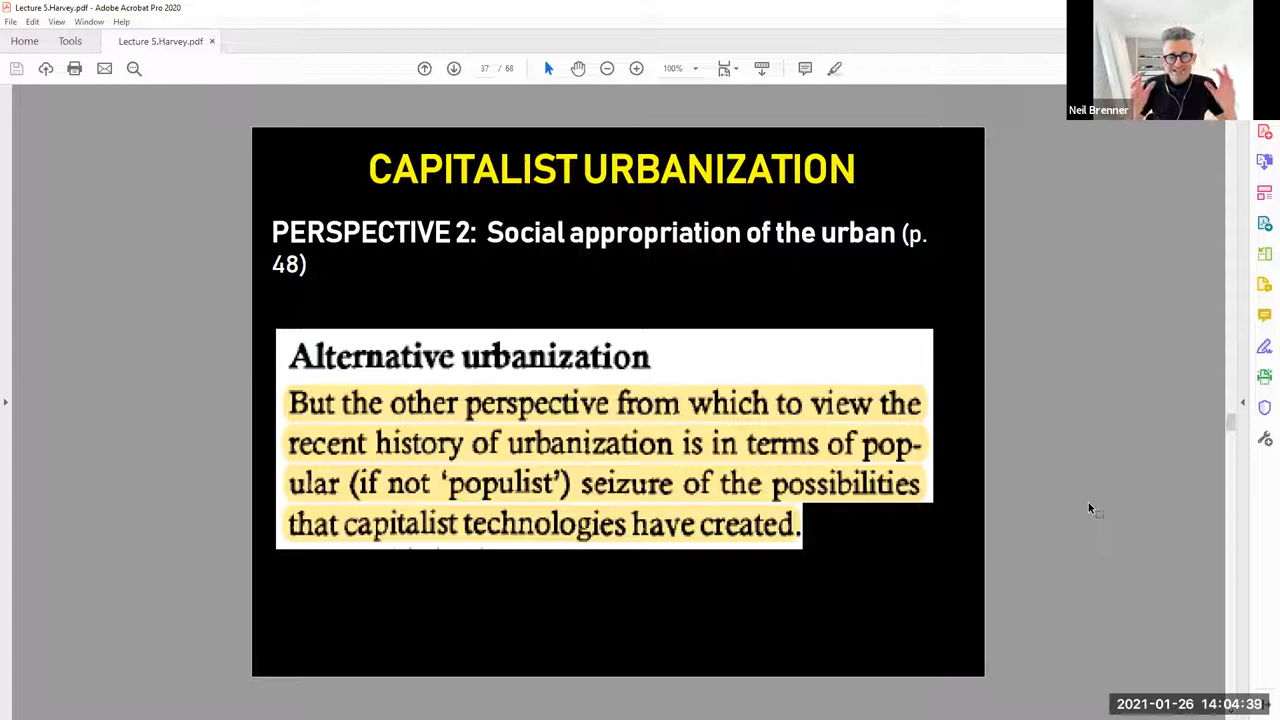 Lecture 5.Harvey.pdf - Adobe Acrobat Pro 2020
File Edit View Window Help
Home Tools Lecture 5.Harvey.pdf ×
37 / 68 100%
Neil Brenner
CAPITALIST URBANIZATION
PERSPECTIVE 2: Social appropriation of the urban (p.
48)
Alternative urbanization
But the other perspective from which to view the
recent history of urbanization is in terms of pop-
ular (if not ‘populist’) seizure of the possibilities
that capitalist technologies have created.
2021-01-26 14:04:39